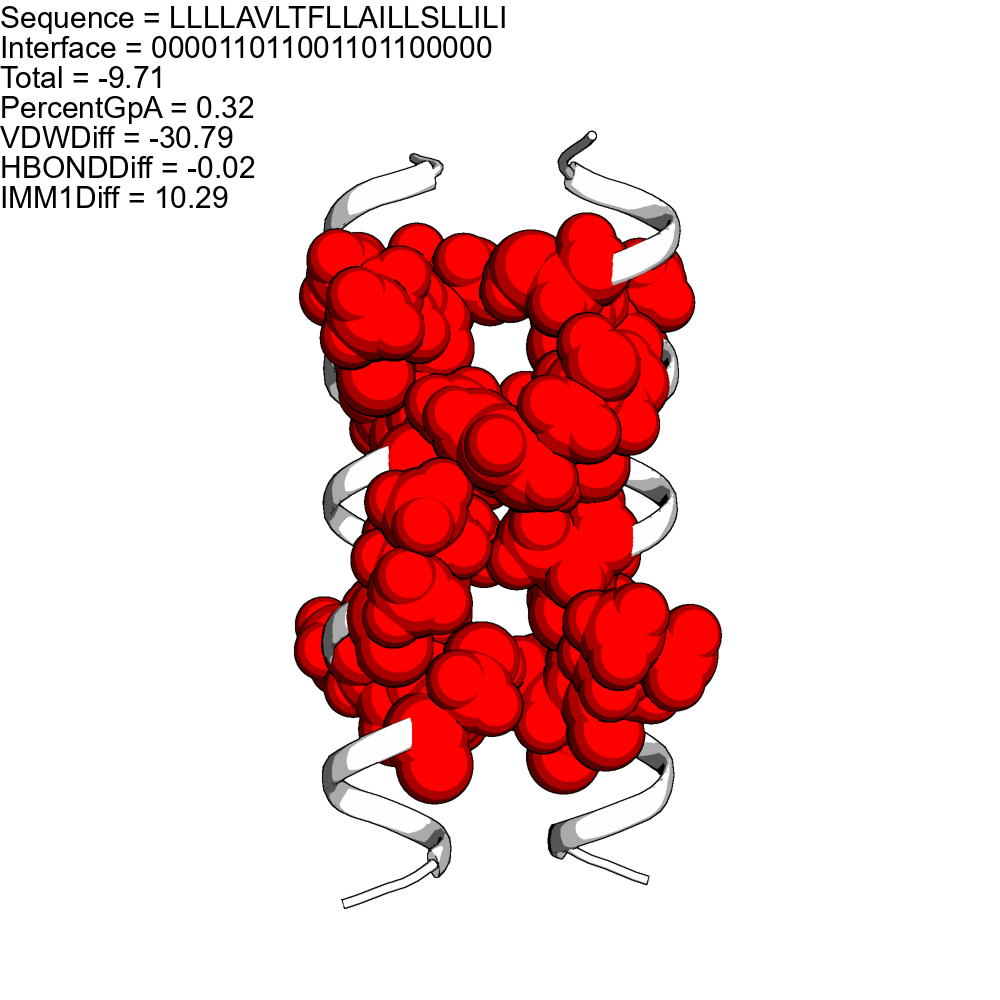 Sequence = LLLLAVLTFLLAILLSLLILI
Interface = 000011011001101100000
Total = -9.71
PercentGpA = 0.32
VDWDiff = -30.79
HBONDDiff = -0.02
IMM1Diff = 10.29